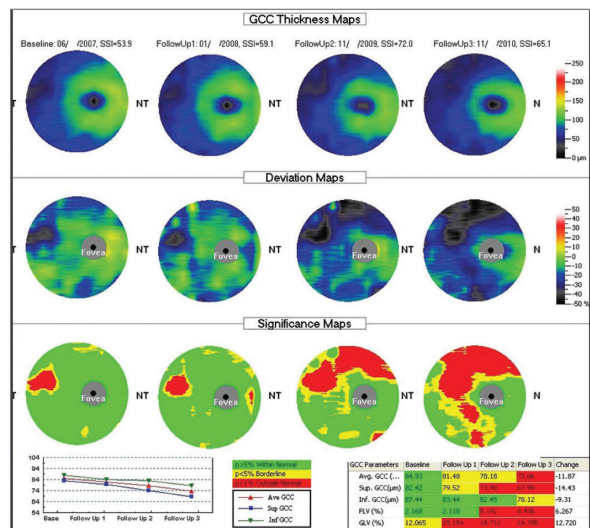 GCC Thickness Maps
Baseline: 06/ /2007, SSI=53.9 FollowUp1: 01/ /2008, SSI=59.1 FollowUp2: 11/ /2009, SSI=72.0 FollowUp3: 11/ /2010, SSI=65.1
250
200
T NT NT NT N
150
100
50
0 µm
Deviation Maps
50
40
30
20
10
T Fovea NT Fovea NT Fovea NT Fovea N
0
-10
-20
-30
-40
-50 %
Significance Maps
T Fovea NT Fovea NT Fovea NT Fovea N
104
94
84
74
64
54
Base Follow Up 1 Follow Up 2 Follow Up 3
p>5% Within Normal
p<5% Borderline
p<1% Outside Normal
Ave GCC
Sup GCC
Inf GCC
GCC Parameters Baseline Follow Up 1 Follow Up 2 Follow Up 3 Change
Avg. GCC (... 84.93 81.48 78.18 -11.87
Sup. GCC(µm) 82.42 79.52 -14.43
Inf. GCC(µm) 87.44 83.44 82.45 78.12 -9.31
FLV (%) 2.168 2.118 6.267
GLV (%) 12.065 12.720